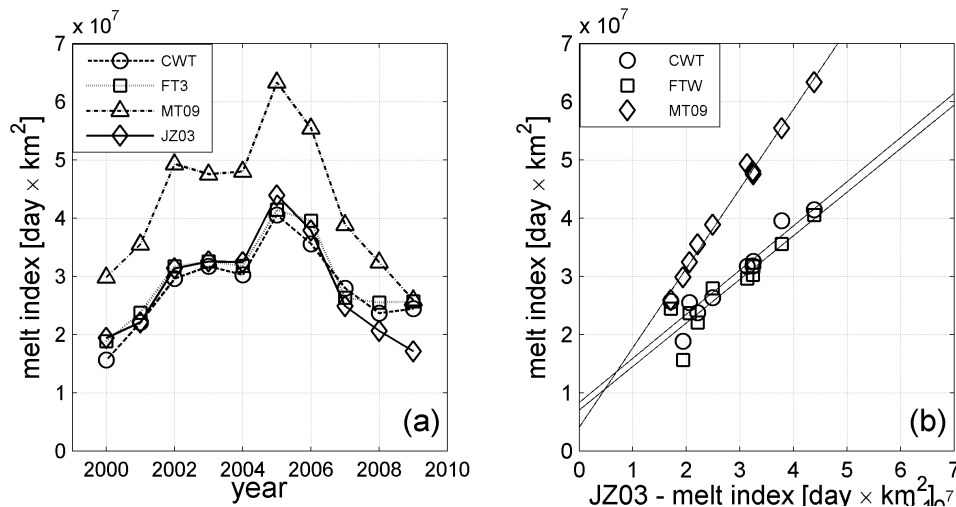 x 10^7
7
6
5
4
3
2
1
0
2000 2002 2004 2006 2008 2010
year
melt index [day × km^2]
CWT
FT3
MT09
JZ03
(a)
x 10^7
7
6
5
4
3
2
1
0
0 1 2 3 4 5 6 7
JZ03 - melt index [day × km^2]
10^7
melt index [day × km^2]
CWT
FTW
MT09
(b)